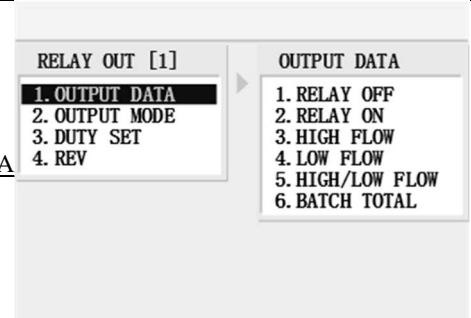 RELAY OUT [1]
1. OUTPUT DATA
2. OUTPUT MODE
3. DUTY SET
4. REV
OUTPUT DATA
1. RELAY OFF
2. RELAY ON
3. HIGH FLOW
4. LOW FLOW
5. HIGH/LOW FLOW
6. BATCH TOTAL
A